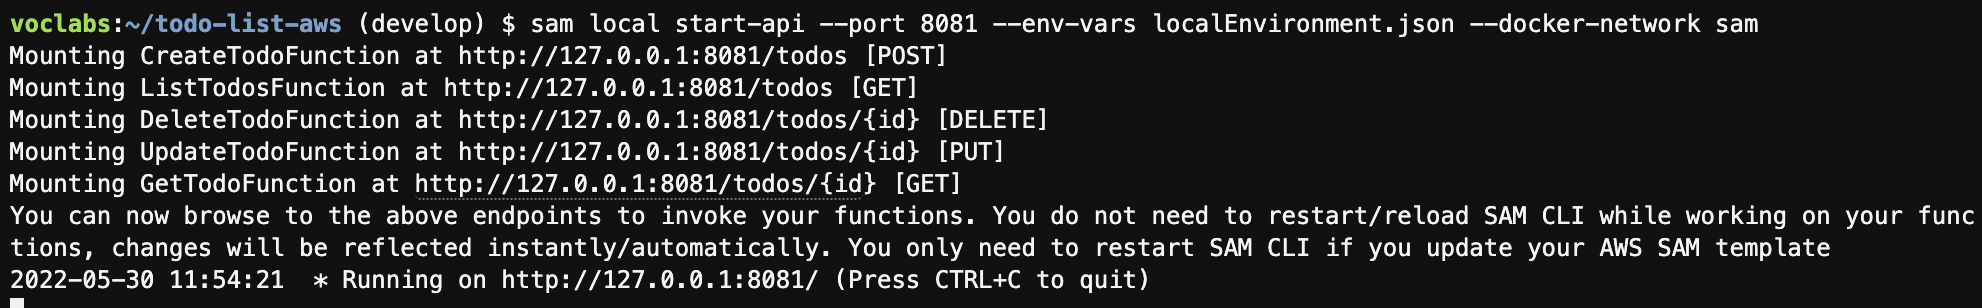 voclabs:~/todo-list-aws (develop) $ sam local start-api --port 8081 --env-vars localEnvironment.json --docker-network sam
Mounting CreateTodoFunction at http://127.0.0.1:8081/todos [POST]
Mounting ListTodosFunction at http://127.0.0.1:8081/todos [GET]
Mounting DeleteTodoFunction at http://127.0.0.1:8081/todos/{id} [DELETE]
Mounting UpdateTodoFunction at http://127.0.0.1:8081/todos/{id} [PUT]
Mounting GetTodoFunction at http://127.0.0.1:8081/todos/{id} [GET]
You can now browse to the above endpoints to invoke your functions. You do not need to restart/reload SAM CLI while working on your func
tions, changes will be reflected instantly/automatically. You only need to restart SAM CLI if you update your AWS SAM template
2022-05-30 11:54:21  * Running on http://127.0.0.1:8081/ (Press CTRL+C to quit)